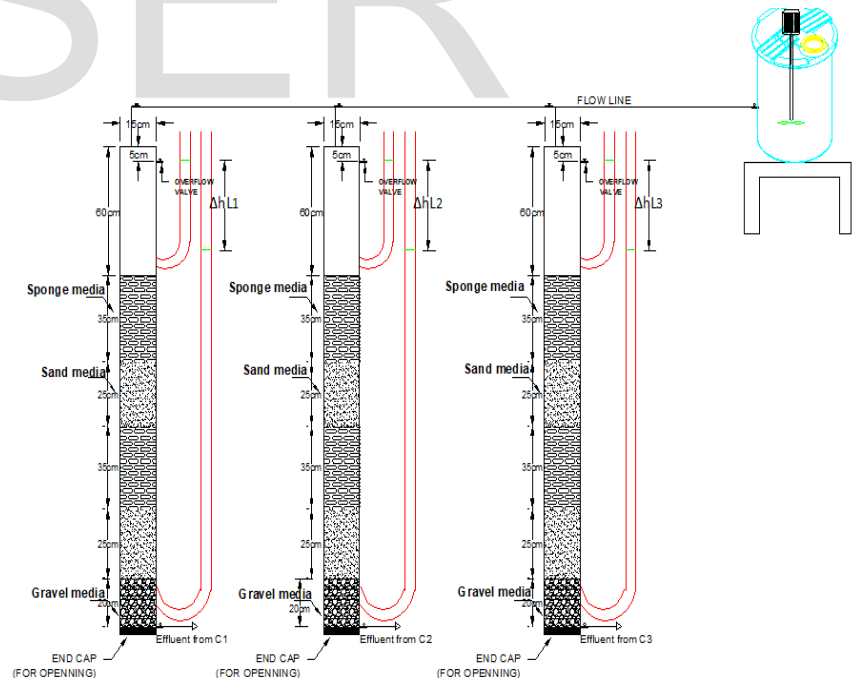 SER
FLOW LINE
15cm
15cm
15cm
5cm
5cm
5cm
OVERFLOW
VALVE
ΔhL1
OVERFLOW
VALVE
ΔhL2
OVERFLOW
VALVE
ΔhL3
60cm
60cm
60cm
Sponge media
Sponge media
Sponge media
35cm
35cm
35cm
Sand media
Sand media
Sand media
25cm
25cm
25cm
35cm
35cm
35cm
25cm
25cm
25cm
Gravel media
Gravel media
Gravel media
20cm
20cm
20cm
Effluent from C1
Effluent from C2
Effluent from C3
END CAP
(FOR OPENNING)
END CAP
(FOR OPENNING)
END CAP
(FOR OPENNING)